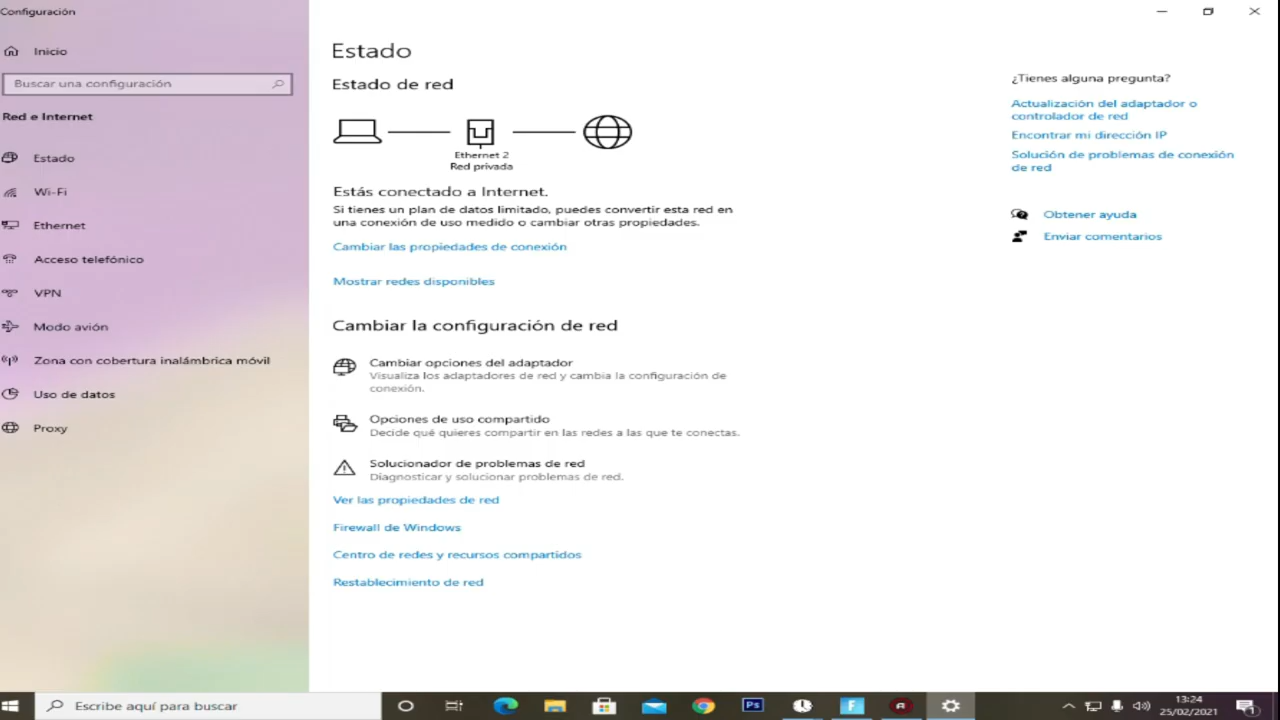 Configuración
Inicio
Buscar una configuración
Red e Internet
Estado
Wi-Fi
Ethernet
Acceso telefónico
VPN
Modo avión
Zona con cobertura inalámbrica móvil
Uso de datos
Proxy
Estado
Estado de red
Ethernet 2
Red privada
Estás conectado a Internet.
Si tienes un plan de datos limitado, puedes convertir esta red en
una conexión de uso medido o cambiar otras propiedades.
Cambiar las propiedades de conexión
Mostrar redes disponibles
Cambiar la configuración de red
Cambiar opciones del adaptador
Visualiza los adaptadores de red y cambia la configuración de
conexión.
Opciones de uso compartido
Decide qué quieres compartir en las redes a las que te conectas.
Solucionador de problemas de red
Diagnosticar y solucionar problemas de red.
Ver las propiedades de red
Firewall de Windows
Centro de redes y recursos compartidos
Restablecimiento de red
¿Tienes alguna pregunta?
Actualización del adaptador o
controlador de red
Encontrar mi dirección IP
Solución de problemas de conexión
de red
Obtener ayuda
Enviar comentarios
Escribe aquí para buscar
Ps
F
13:24
25/02/2021
1